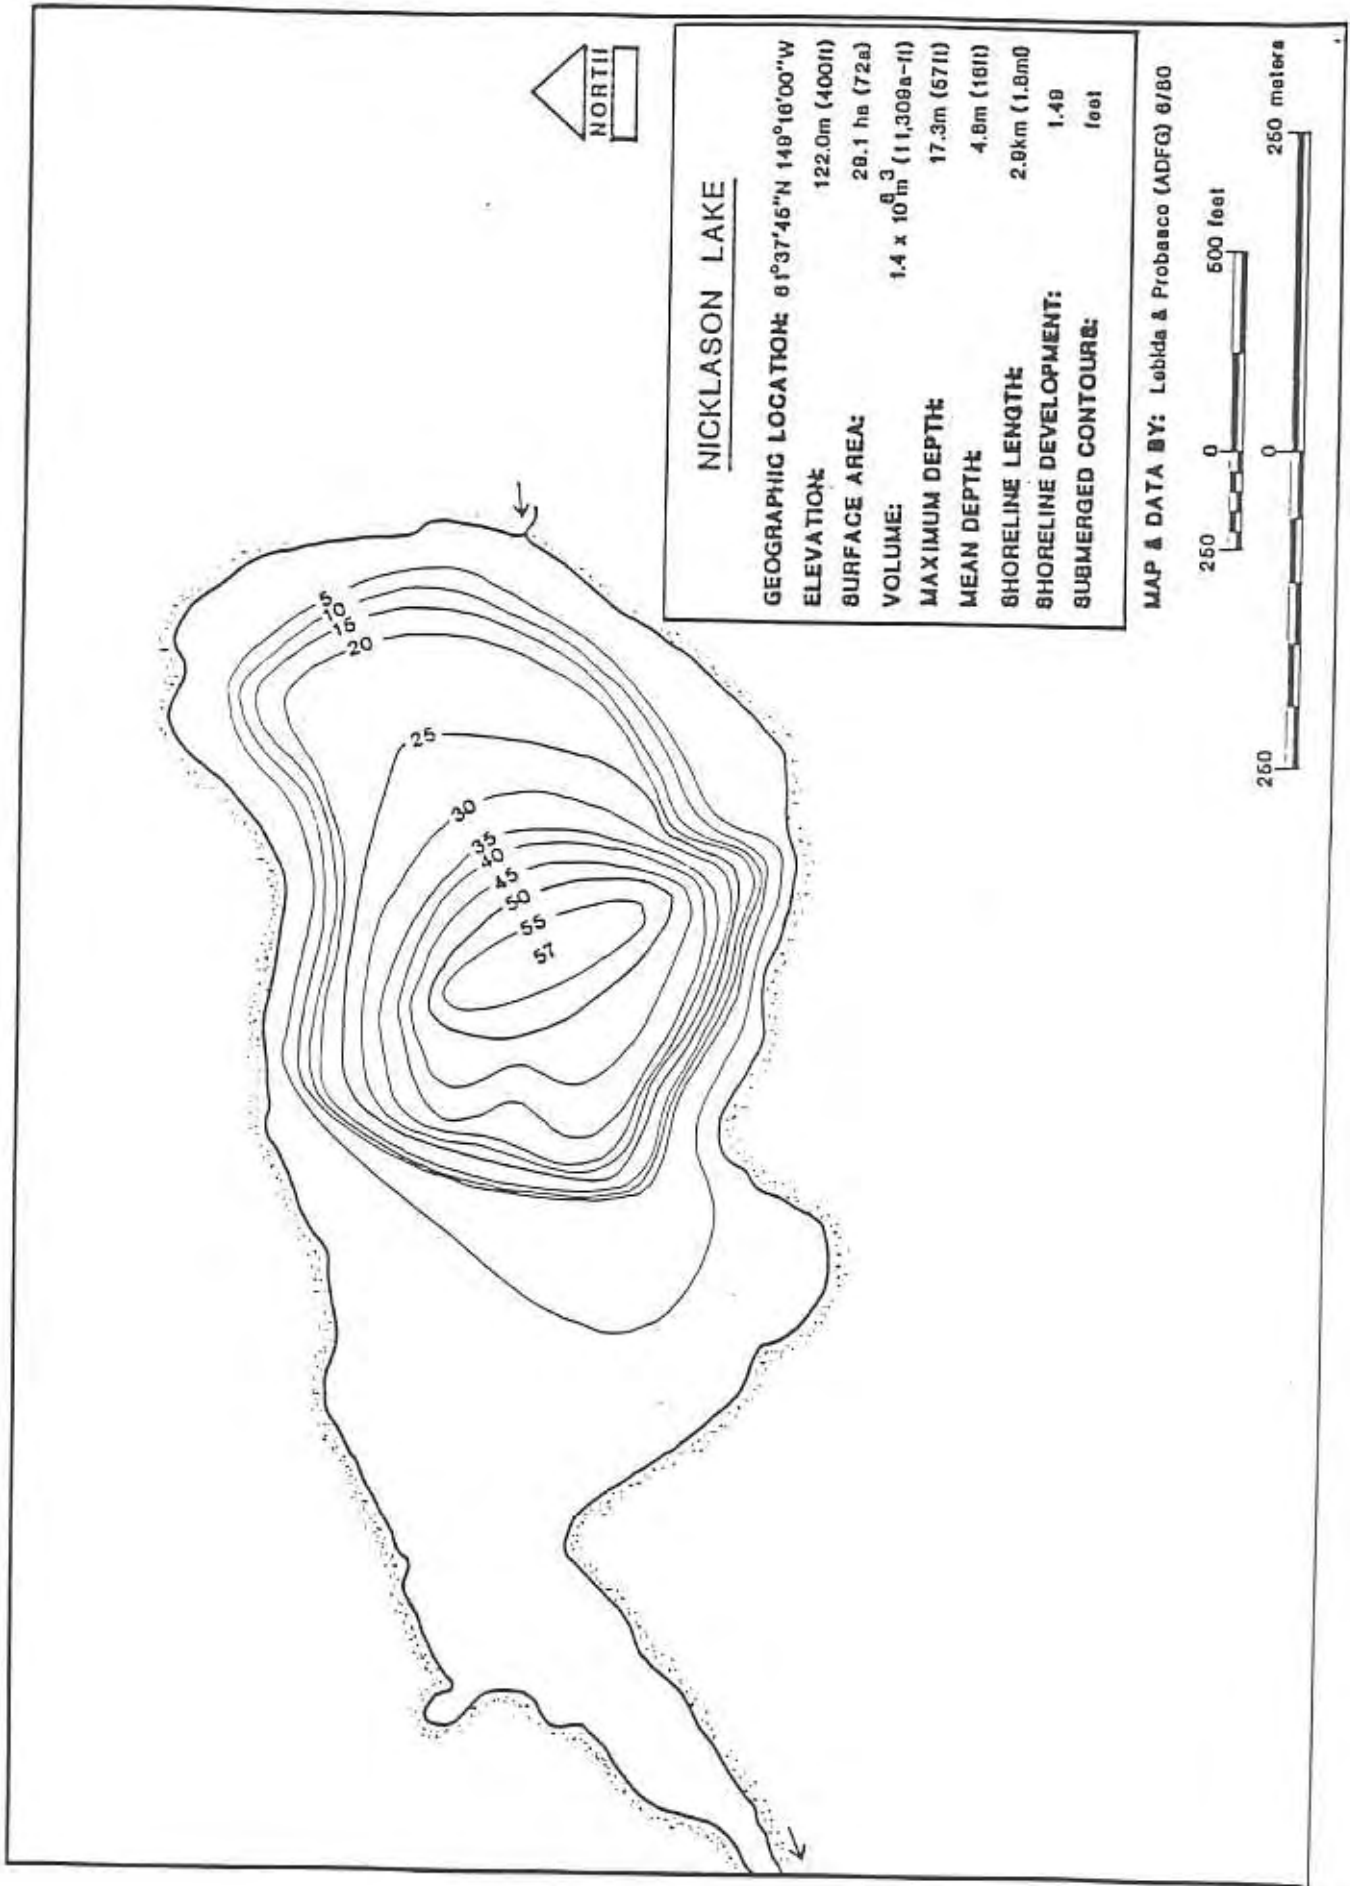 NORTH
NICKLASON LAKE
GEOGRAPHIC LOCATION: 61°37'45"N 149°16'00"W
ELEVATION: 122.0m (400ft)
SURFACE AREA: 29.1 ha (72a)
VOLUME: 1.4 x 10⁶m³ (11,309a-ft)
MAXIMUM DEPTH: 17.3m (57ft)
MEAN DEPTH: 4.8m (16ft)
SHORELINE LENGTH: 2.9km (1.8mi)
SHORELINE DEVELOPMENT: 1.49
SUBMERGED CONTOURS: feet
MAP & DATA BY: Lebida & Probasco (ADFG) 6/80
250 0 500 feet
250 0 250 meters
5
10
15
20
25
30
35
40
45
50
55
57